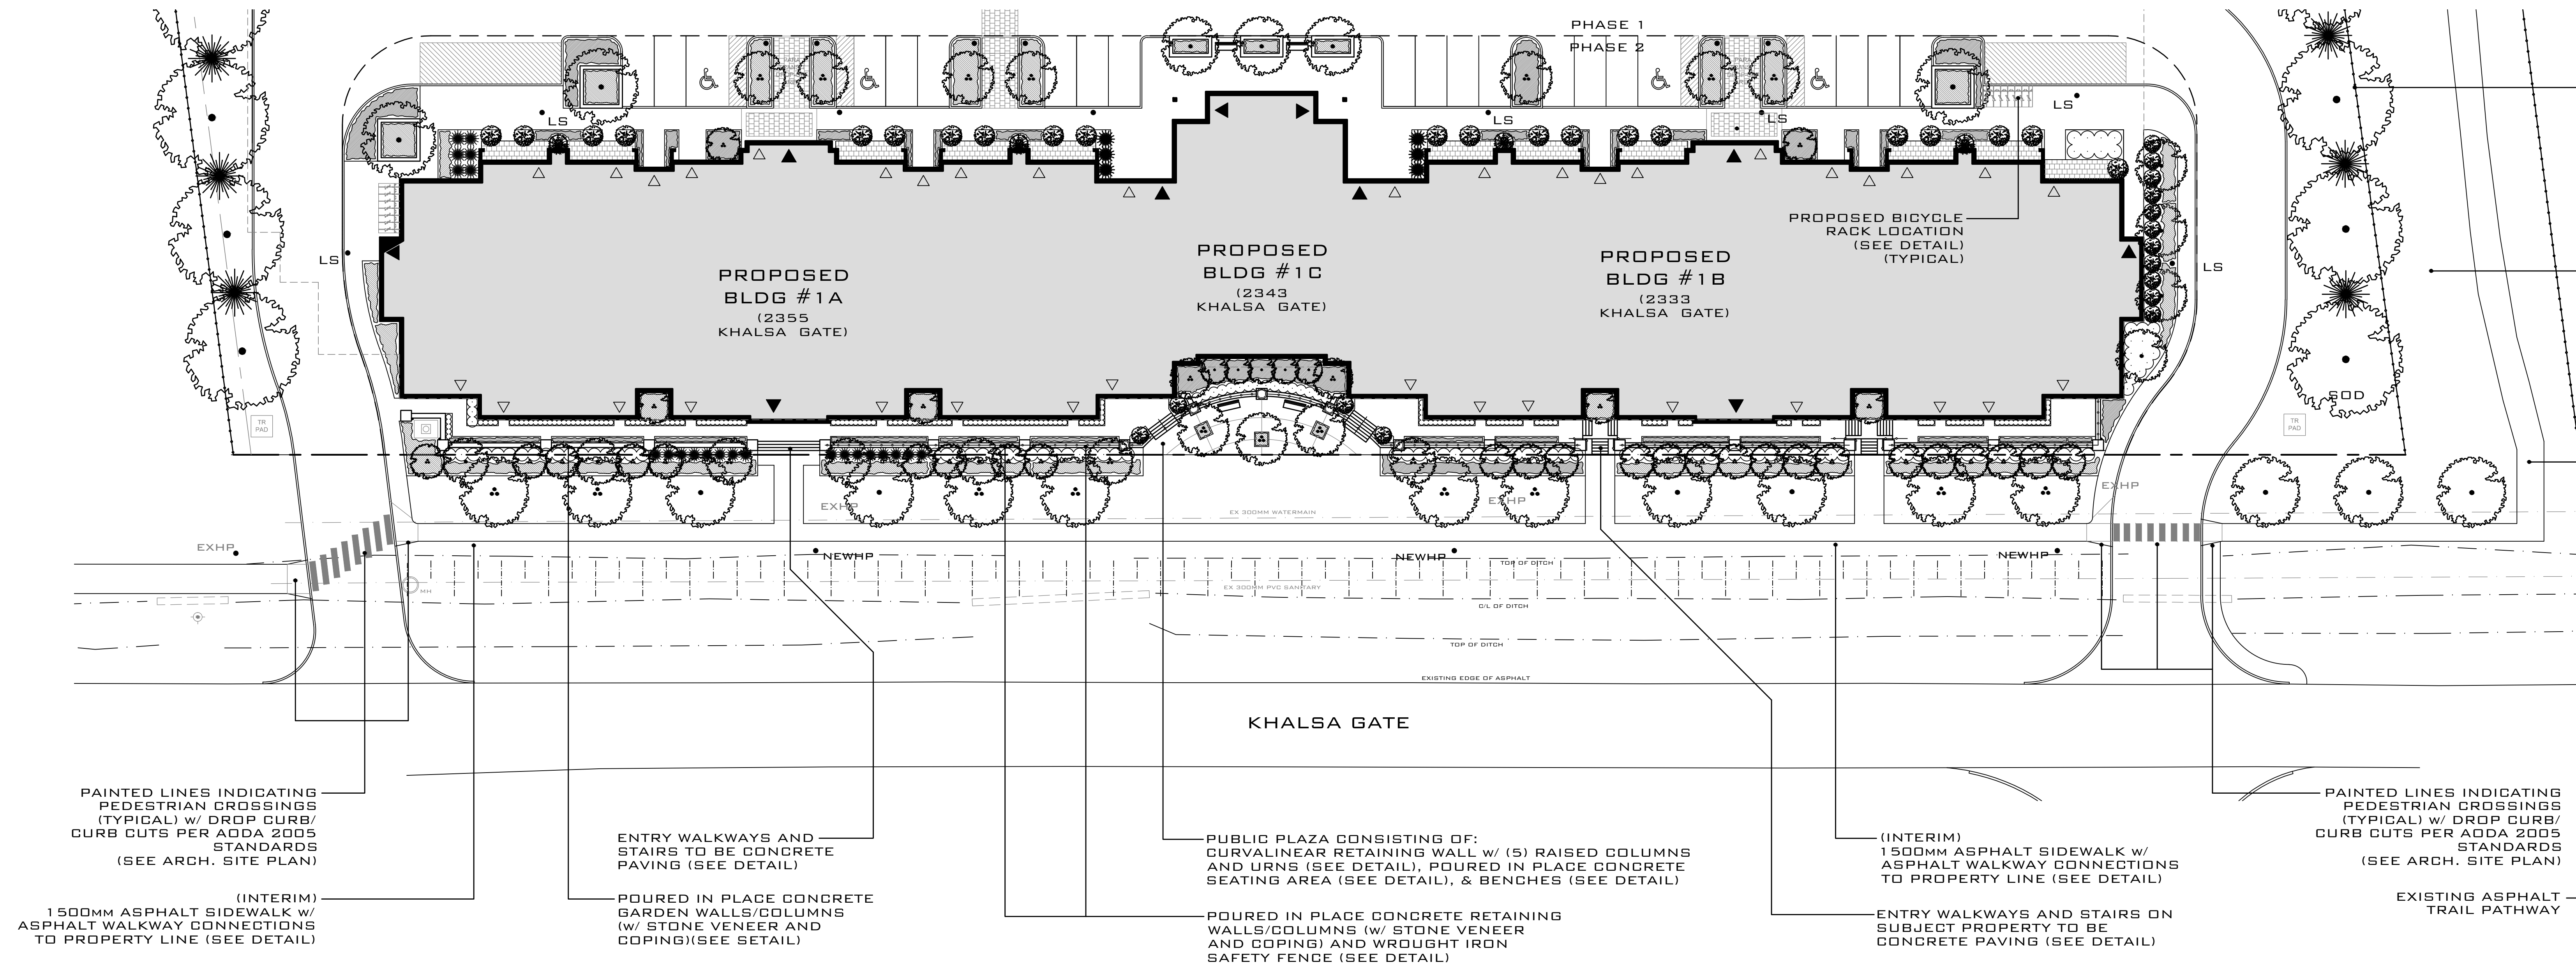 PHASE 1
PHASE 2
LS
LS
LS
LS
LS
LS
PROPOSED BICYCLE
RACK LOCATION
(SEE DETAIL)
(TYPICAL)
PROPOSED
BLDG #1A
(2355
KHALSA GATE)
PROPOSED
BLDG #1C
(2343
KHALSA GATE)
PROPOSED
BLDG #1B
(2333
KHALSA GATE)
SOD
TR
PAD
TR
PAD
EXHP
EXHP
EXHP
EXHP
EX 300MM WATERMAIN
NEWHP
NEWHP
NEWHP
TOP OF DITCH
MH
EX 300MM PVC SANITARY
C/L OF DITCH
TOP OF DITCH
EXISTING EDGE OF ASPHALT
KHALSA GATE
PAINTED LINES INDICATING
PEDESTRIAN CROSSINGS
(TYPICAL) w/ DROP CURB/
CURB CUTS PER AODA 2005
STANDARDS
(SEE ARCH. SITE PLAN)
(INTERIM)
1500mm ASPHALT SIDEWALK w/
ASPHALT WALKWAY CONNECTIONS
TO PROPERTY LINE (SEE DETAIL)
ENTRY WALKWAYS AND
STAIRS TO BE CONCRETE
PAVING (SEE DETAIL)
POURED IN PLACE CONCRETE
GARDEN WALLS/COLUMNS
(w/ STONE VENEER AND
COPING)(SEE SETAIL)
PUBLIC PLAZA CONSISTING OF:
CURVALINEAR RETAINING WALL w/ (5) RAISED COLUMNS
AND URNS (SEE DETAIL), POURED IN PLACE CONCRETE
SEATING AREA (SEE DETAIL), & BENCHES (SEE DETAIL)
POURED IN PLACE CONCRETE RETAINING
WALLS/COLUMNS (w/ STONE VENEER
AND COPING) AND WROUGHT IRON
SAFETY FENCE (SEE DETAIL)
(INTERIM)
1500mm ASPHALT SIDEWALK w/
ASPHALT WALKWAY CONNECTIONS
TO PROPERTY LINE (SEE DETAIL)
ENTRY WALKWAYS AND STAIRS ON
SUBJECT PROPERTY TO BE
CONCRETE PAVING (SEE DETAIL)
PAINTED LINES INDICATING
PEDESTRIAN CROSSINGS
(TYPICAL) w/ DROP CURB/
CURB CUTS PER AODA 2005
STANDARDS
(SEE ARCH. SITE PLAN)
EXISTING ASPHALT
TRAIL PATHWAY